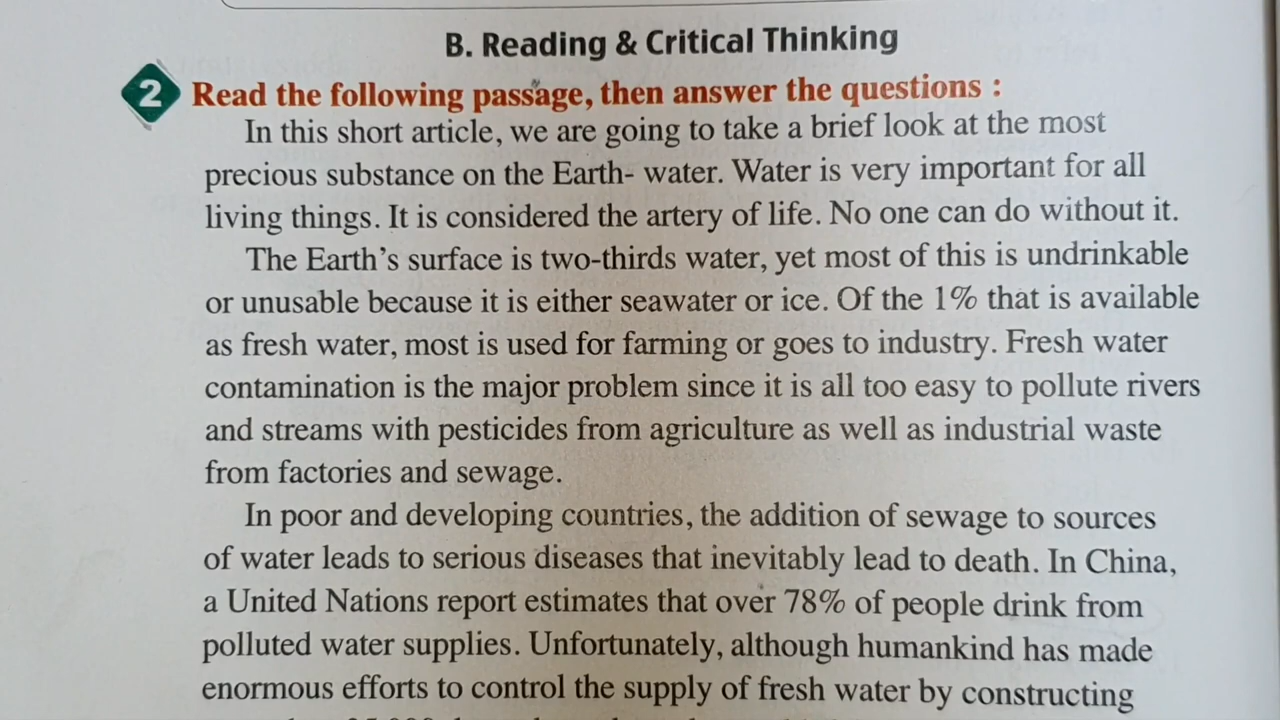 B. Reading & Critical Thinking
2 Read the following passage, then answer the questions :
In this short article, we are going to take a brief look at the most
precious substance on the Earth- water. Water is very important for all
living things. It is considered the artery of life. No one can do without it.
The Earth's surface is two-thirds water, yet most of this is undrinkable
or unusable because it is either seawater or ice. Of the 1% that is available
as fresh water, most is used for farming or goes to industry. Fresh water
contamination is the major problem since it is all too easy to pollute rivers
and streams with pesticides from agriculture as well as industrial waste
from factories and sewage.
In poor and developing countries, the addition of sewage to sources
of water leads to serious diseases that inevitably lead to death. In China,
a United Nations report estimates that over 78% of people drink from
polluted water supplies. Unfortunately, although humankind has made
enormous efforts to control the supply of fresh water by constructing